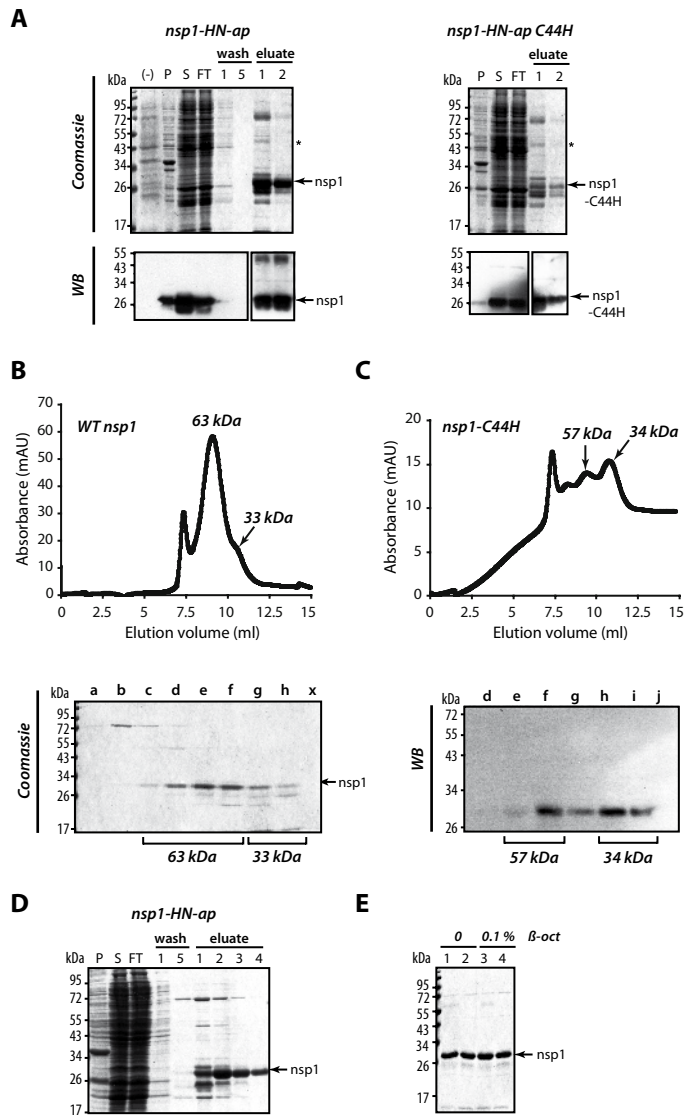 A
nsp1-HN-ap
wash eluate
(-) P S FT 1 5 1 2
kDa
95
72
55
43
34
26
17
*
nsp1
Coomassie
55
43
34
26
nsp1
WB
nsp1-HN-ap C44H
eluate
P S FT 1 2
kDa
95
72
55
43
34
26
17
*
nsp1
-C44H
55
43
34
26
nsp1
-C44H
B
70
60
50
40
30
20
10
0
Absorbance (mAU)
WT nsp1
63 kDa
33 kDa
0 2.5 5 7.5 10 12.5 15
Elution volume (ml)
kDa a b c d e f g h x
95
72
55
43
34
26
17
nsp1
Coomassie
63 kDa 33 kDa
C
20
15
10
5
0
Absorbance (mAU)
nsp1-C44H
57 kDa
34 kDa
0 2.5 5.0 7.5 10 12.5 15
Elution volume (ml)
kDa d e f g h i j
72
55
43
34
26
WB
57 kDa 34 kDa
D
nsp1-HN-ap
wash eluate
kDa P S FT 1 5 1 2 3 4
95
72
55
43
34
26
17
nsp1
E
0 0.1 % ß-oct
kDa 1 2 3 4
95
72
55
43
34
26
17
nsp1